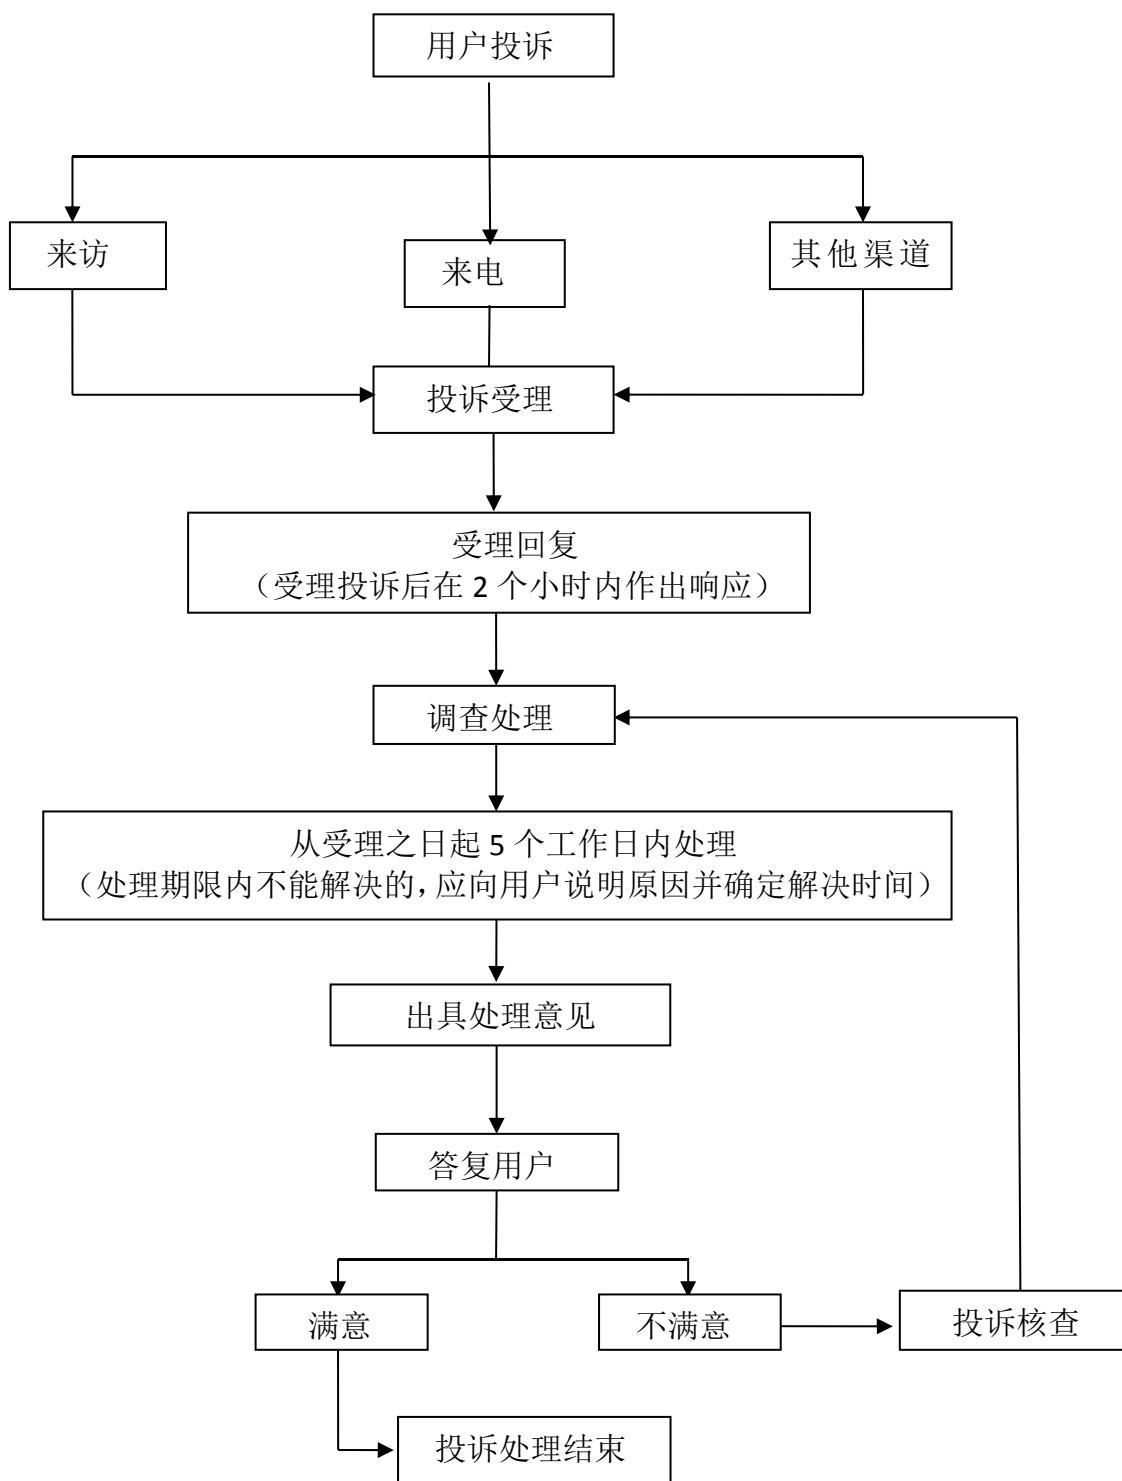 用户投诉
来访
来电
其他渠道
投诉受理
受理回复
（受理投诉后在 2 个小时内作出响应）
调查处理
从受理之日起 5 个工作日内处理
（处理期限内不能解决的，应向用户说明原因并确定解决时间）
出具处理意见
答复用户
满意
不满意
投诉核查
投诉处理结束